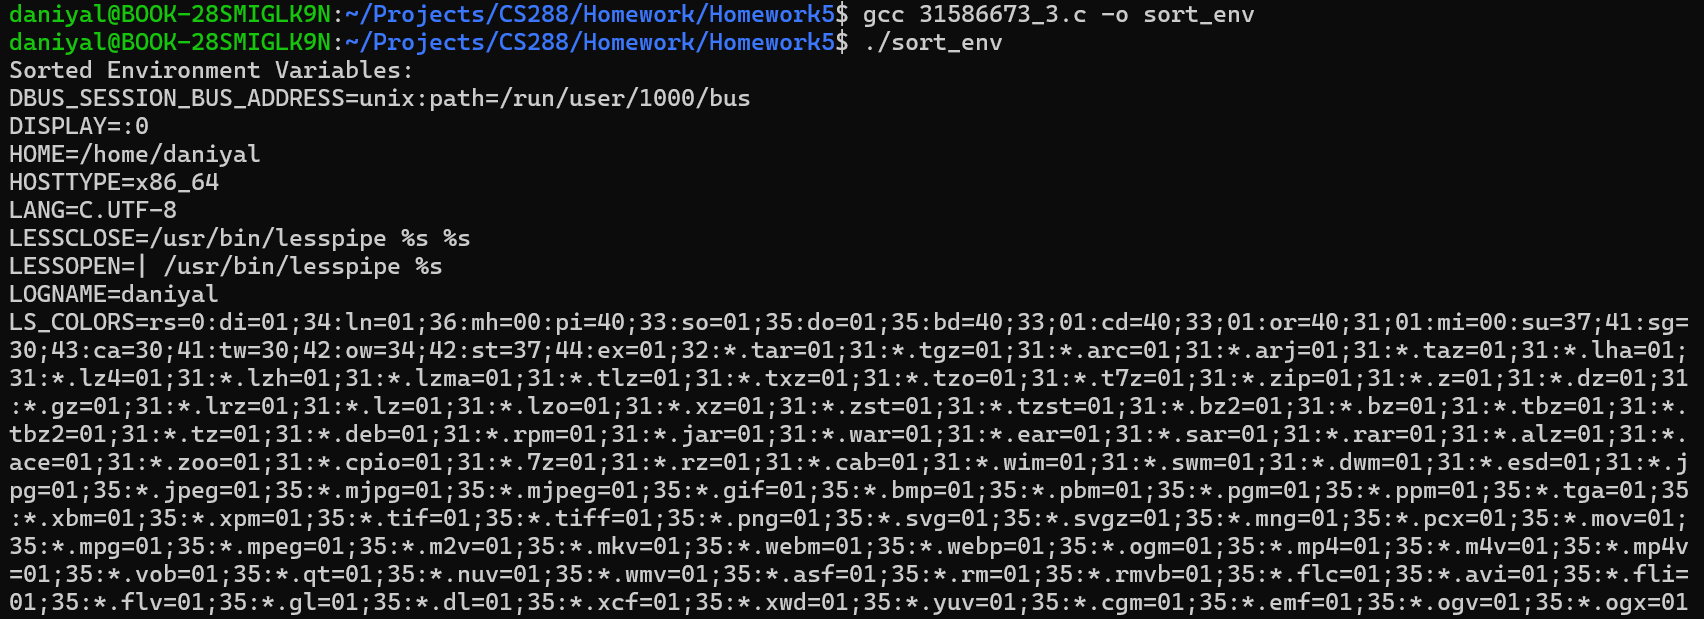 daniyal@BOOK-28SMIGLK9N:~/Projects/CS288/Homework/Homework5$ gcc 31586673_3.c -o sort_env
daniyal@BOOK-28SMIGLK9N:~/Projects/CS288/Homework/Homework5$ ./sort_env
Sorted Environment Variables:
DBUS_SESSION_BUS_ADDRESS=unix:path=/run/user/1000/bus
DISPLAY=:0
HOME=/home/daniyal
HOSTTYPE=x86_64
LANG=C.UTF-8
LESSCLOSE=/usr/bin/lesspipe %s %s
LESSOPEN=| /usr/bin/lesspipe %s
LOGNAME=daniyal
LS_COLORS=rs=0:di=01;34:ln=01;36:mh=00:pi=40;33:so=01;35:do=01;35:bd=40;33;01:cd=40;33;01:or=40;31;01:mi=00:su=37;41:sg=
30;43:ca=30;41:tw=30;42:ow=34;42:st=37;44:ex=01;32:*.tar=01;31:*.tgz=01;31:*.arc=01;31:*.arj=01;31:*.taz=01;31:*.lha=01;
31:*.lz4=01;31:*.lzh=01;31:*.lzma=01;31:*.tlz=01;31:*.txz=01;31:*.tzo=01;31:*.t7z=01;31:*.zip=01;31:*.z=01;31:*.dz=01;31
:*.gz=01;31:*.lrz=01;31:*.lz=01;31:*.lzo=01;31:*.xz=01;31:*.zst=01;31:*.tzst=01;31:*.bz2=01;31:*.bz=01;31:*.tbz=01;31:*.
tbz2=01;31:*.tz=01;31:*.deb=01;31:*.rpm=01;31:*.jar=01;31:*.war=01;31:*.ear=01;31:*.sar=01;31:*.rar=01;31:*.alz=01;31:*.
ace=01;31:*.zoo=01;31:*.cpio=01;31:*.7z=01;31:*.rz=01;31:*.cab=01;31:*.wim=01;31:*.swm=01;31:*.dwm=01;31:*.esd=01;31:*.j
pg=01;35:*.jpeg=01;35:*.mjpg=01;35:*.mjpeg=01;35:*.gif=01;35:*.bmp=01;35:*.pbm=01;35:*.pgm=01;35:*.ppm=01;35:*.tga=01;35
:*.xbm=01;35:*.xpm=01;35:*.tif=01;35:*.tiff=01;35:*.png=01;35:*.svg=01;35:*.svgz=01;35:*.mng=01;35:*.pcx=01;35:*.mov=01;
35:*.mpg=01;35:*.mpeg=01;35:*.m2v=01;35:*.mkv=01;35:*.webm=01;35:*.webp=01;35:*.ogm=01;35:*.mp4=01;35:*.m4v=01;35:*.mp4v
=01;35:*.vob=01;35:*.qt=01;35:*.nuv=01;35:*.wmv=01;35:*.asf=01;35:*.rm=01;35:*.rmvb=01;35:*.flc=01;35:*.avi=01;35:*.fli=
01;35:*.flv=01;35:*.gl=01;35:*.dl=01;35:*.xcf=01;35:*.xwd=01;35:*.yuv=01;35:*.cgm=01;35:*.emf=01;35:*.ogv=01;35:*.ogx=01